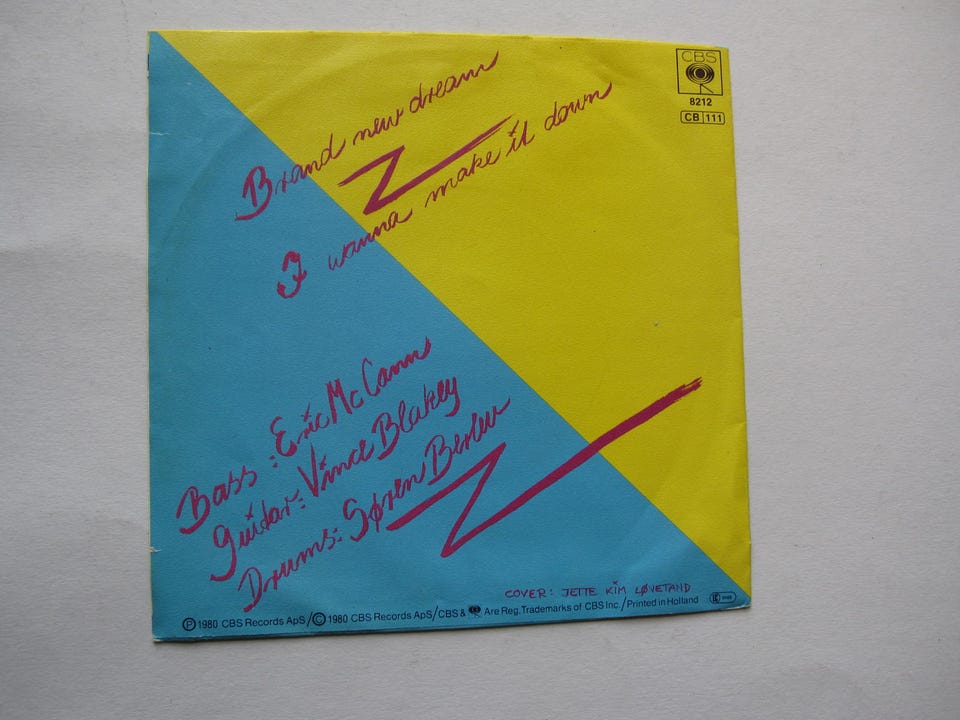 CBS
8212
CB 111
Brand new dream
I wanna make it down
Bass: Eric McCann
Guitar: Vince Blakey
Drums: Søren Berlev
COVER: JETTE KIM LØVETAND
Ⓟ 1980 CBS Records ApS/© 1980 CBS Records ApS/CBS & Are Reg. Trademarks of CBS Inc./Printed in Holland